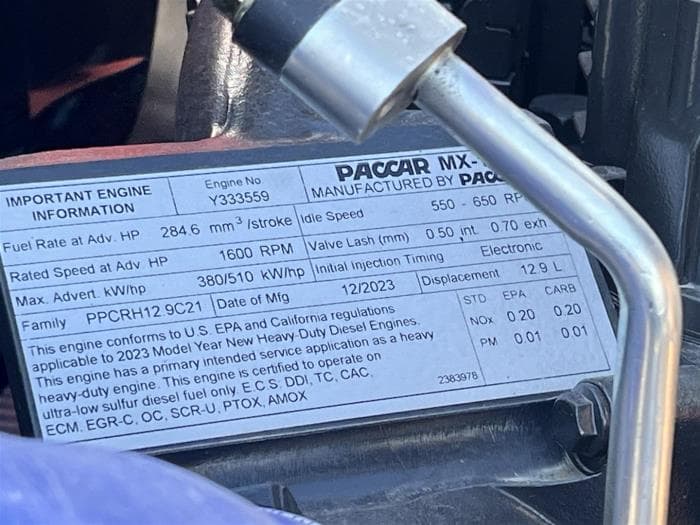 IMPORTANT ENGINE
INFORMATION
Engine No
Y333559
PACCAR MX-
MANUFACTURED BY PACC
Fuel Rate at Adv. HP 284.6 mm³ /stroke
Idle Speed 550 - 650 RP
Rated Speed at Adv HP 1600 RPM
Valve Lash (mm) 0.50 int. 0.70 exh
Max. Advert. kW/hp 380/510 kW/hp
Initial Injection Timing Electronic
Family PPCRH12.9C21
Date of Mfg 12/2023
Displacement 12.9 L
This engine conforms to U.S. EPA and California regulations
applicable to 2023 Model Year New Heavy-Duty Diesel Engines.
This engine has a primary intended service application as a heavy
heavy-duty engine. This engine is certified to operate on
ultra-low sulfur diesel fuel only. E.C.S. DDI, TC, CAC,
ECM, EGR-C, OC, SCR-U, PTOX, AMOX
STD EPA CARB
NOx 0.20 0.20
PM 0.01 0.01
2383978